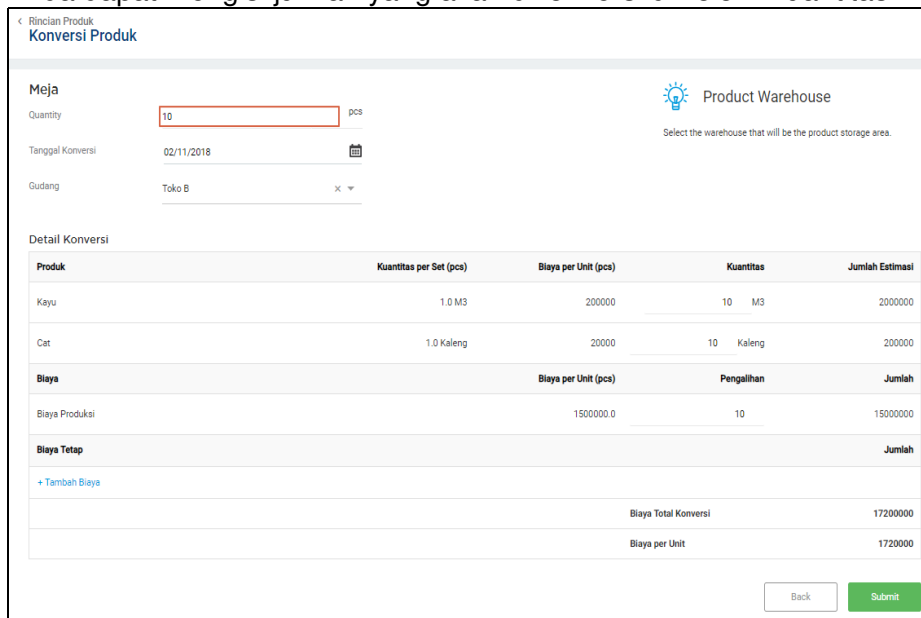 < Rincian Produk
Konversi Produk
Meja
Quantity 10 pcs
Product Warehouse
Select the warehouse that will be the product storage area.
Tanggal Konversi 02/11/2018
Gudang Toko B ×
Detail Konversi
Produk Kuantitas per Set (pcs) Biaya per Unit (pcs) Kuantitas Jumlah Estimasi
Kayu 1.0 M3 200000 10 M3 2000000
Cat 1.0 Kaleng 20000 10 Kaleng 200000
Biaya Biaya per Unit (pcs) Pengalihan Jumlah
Biaya Produksi 1500000.0 10 15000000
Biaya Tetap Jumlah
+ Tambah Biaya
Biaya Total Konversi 17200000
Biaya per Unit 1720000
Back Submit